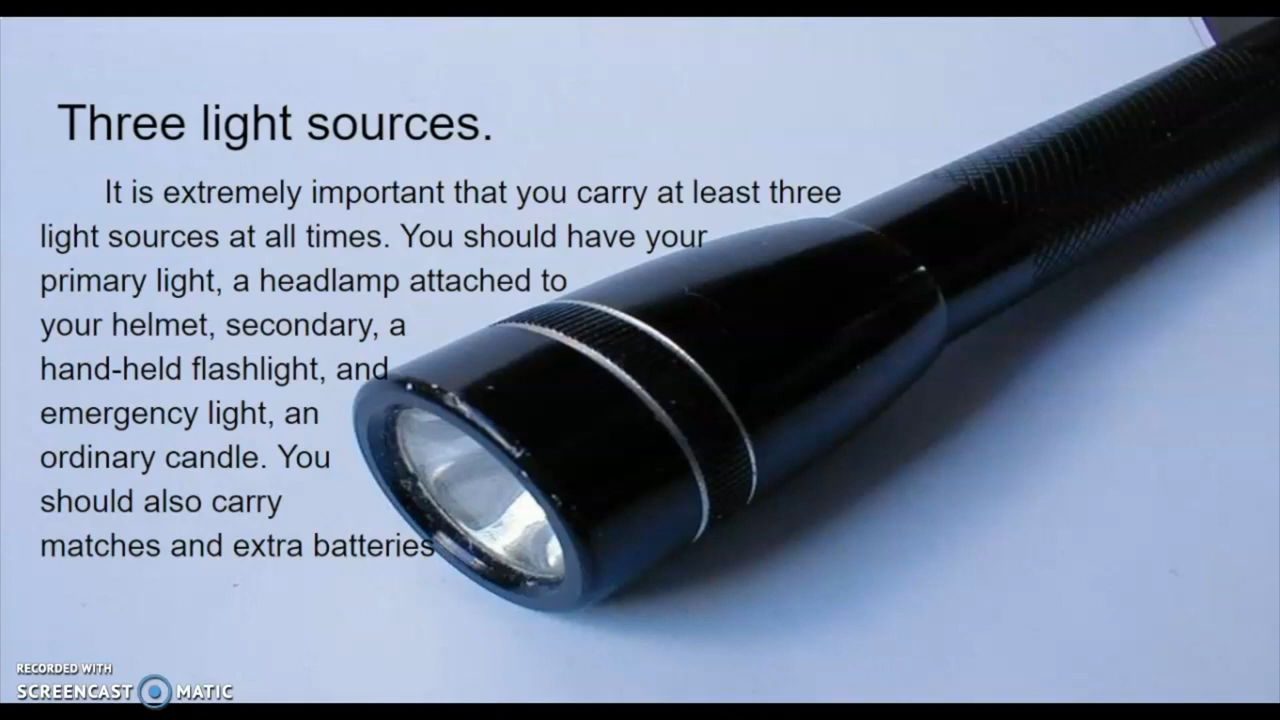 Three light sources.
It is extremely important that you carry at least three
light sources at all times. You should have your
primary light, a headlamp attached to
your helmet, secondary, a
hand-held flashlight, and
emergency light, an
ordinary candle. You
should also carry
matches and extra batteries
RECORDED WITH
SCREENCAST MATIC